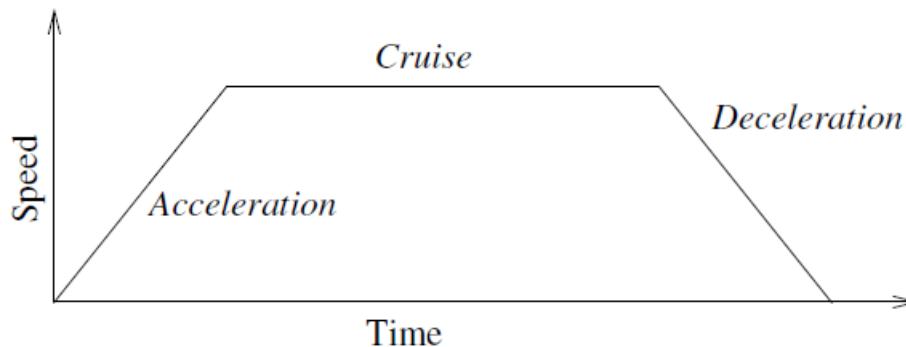 Cruise
Deceleration
Speed
Acceleration
Time